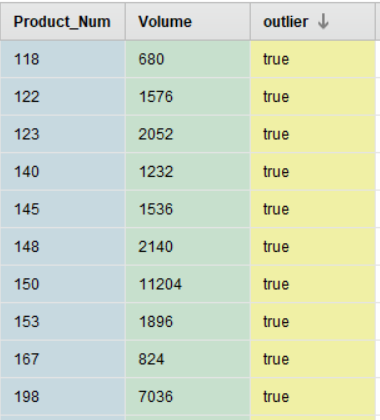 Product_Num Volume outlier ↓
118 680 true
122 1576 true
123 2052 true
140 1232 true
145 1536 true
148 2140 true
150 11204 true
153 1896 true
167 824 true
198 7036 true